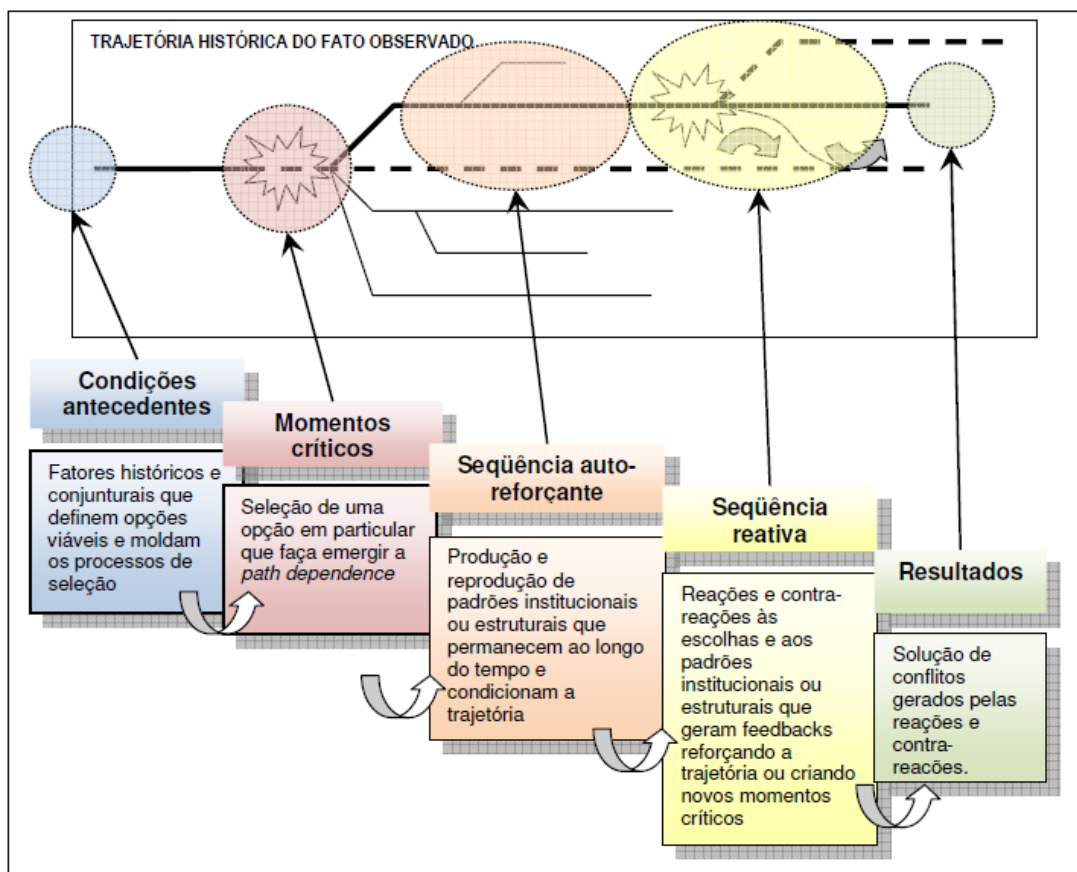 TRAJETÓRIA HISTÓRICA DO FATO OBSERVADO
Condições
antecedentes
Fatores históricos e
conjunturais que
definem opções
viáveis e moldam
os processos de
seleção
Momentos
críticos
Seleção de uma
opção em particular
que faça emergir a
path dependence
Seqüência auto-
reforçante
Produção e
reprodução de
padrões institucionais
ou estruturais que
permanecem ao longo
do tempo e
condicionam a
trajetória
Seqüência
reativa
Reações e contra-
reações às
escolhas e aos
padrões
institucionais ou
estruturais que
geram feedbacks
reforçando a
trajetória ou criando
novos momentos
críticos
Resultados
Solução de
conflitos
gerados pelas
reações e
contra-
reacões.